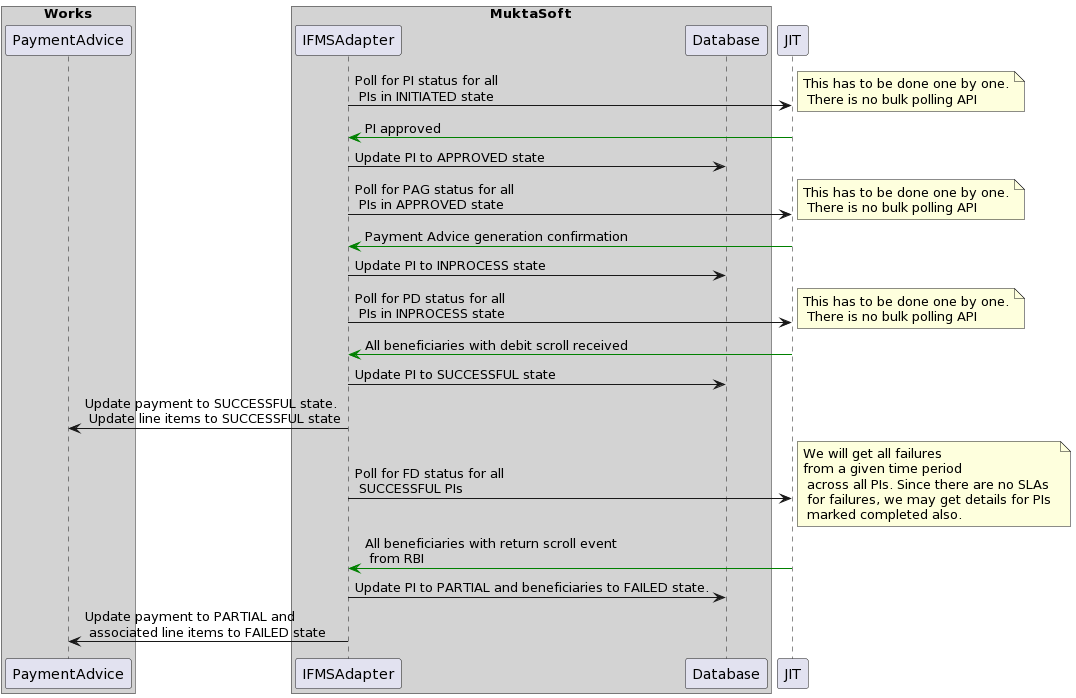 Works
MuktaSoft
PaymentAdvice
IFMSAdapter
Database
JIT
Poll for PI status for all
PIs in INITIATED state
This has to be done one by one.
There is no bulk polling API
PI approved
Update PI to APPROVED state
Poll for PAG status for all
PIs in APPROVED state
This has to be done one by one.
There is no bulk polling API
Payment Advice generation confirmation
Update PI to INPROCESS state
Poll for PD status for all
PIs in INPROCESS state
This has to be done one by one.
There is no bulk polling API
All beneficiaries with debit scroll received
Update PI to SUCCESSFUL state
Update payment to SUCCESSFUL state.
Update line items to SUCCESSFUL state
Poll for FD status for all
SUCCESSFUL PIs
We will get all failures
from a given time period
across all PIs. Since there are no SLAs
for failures, we may get details for PIs
marked completed also.
All beneficiaries with return scroll event
from RBI
Update PI to PARTIAL and beneficiaries to FAILED state.
Update payment to PARTIAL and
associated line items to FAILED state
PaymentAdvice
IFMSAdapter
Database
JIT